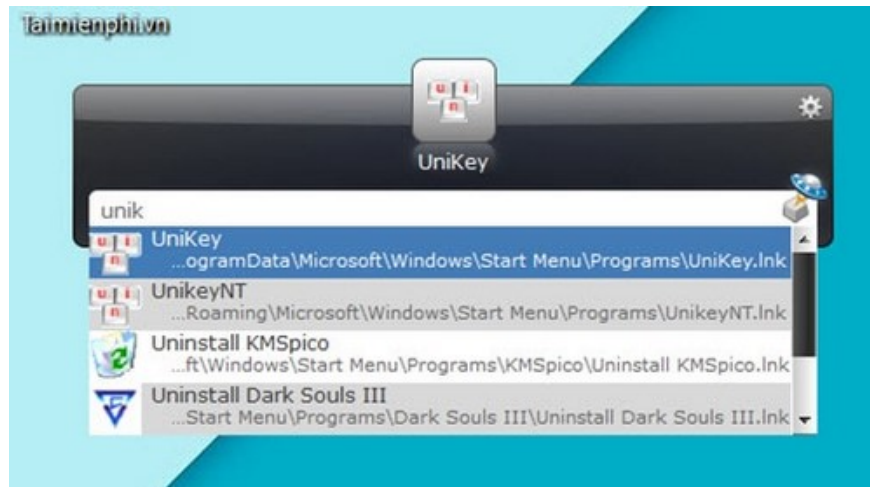 Taimienphi.vn
u i
n
UniKey
unik
u i
n
UniKey
...ogramData\Microsoft\Windows\Start Menu\Programs\UniKey.lnk
u i
n
UnikeyNT
...Roaming\Microsoft\Windows\Start Menu\Programs\UnikeyNT.lnk
Uninstall KMSpico
...ft\Windows\Start Menu\Programs\KMSpico\Uninstall KMSpico.lnk
Uninstall Dark Souls III
...Start Menu\Programs\Dark Souls III\Uninstall Dark Souls III.lnk